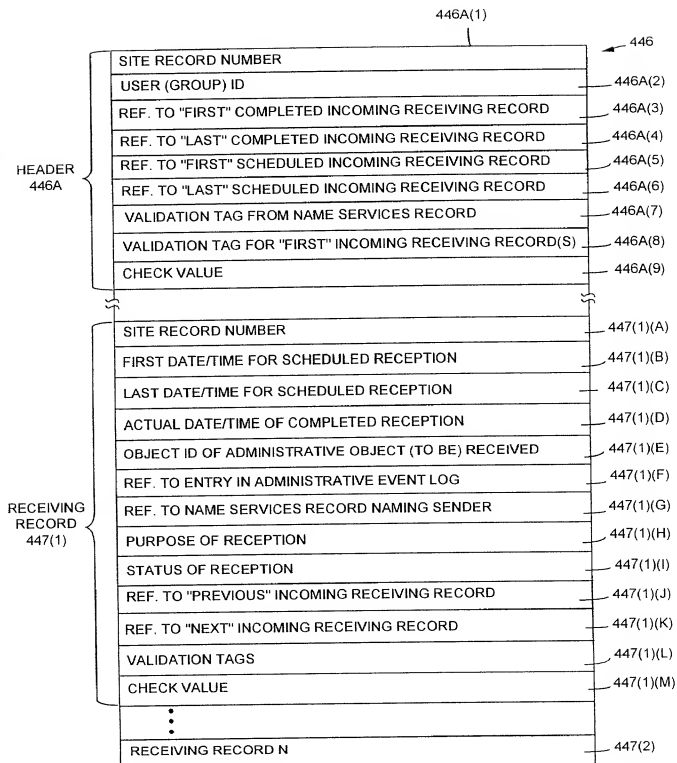 446A(1)
446
SITE RECORD NUMBER
USER (GROUP) ID 446A(2)
REF. TO "FIRST" COMPLETED INCOMING RECEIVING RECORD 446A(3)
REF. TO "LAST" COMPLETED INCOMING RECEIVING RECORD 446A(4)
REF. TO "FIRST" SCHEDULED INCOMING RECEIVING RECORD 446A(5)
REF. TO "LAST" SCHEDULED INCOMING RECEIVING RECORD 446A(6)
HEADER
446A
VALIDATION TAG FROM NAME SERVICES RECORD 446A(7)
VALIDATION TAG FOR "FIRST" INCOMING RECEIVING RECORD(S) 446A(8)
CHECK VALUE 446A(9)
SITE RECORD NUMBER 447(1)(A)
FIRST DATE/TIME FOR SCHEDULED RECEPTION 447(1)(B)
LAST DATE/TIME FOR SCHEDULED RECEPTION 447(1)(C)
ACTUAL DATE/TIME OF COMPLETED RECEPTION 447(1)(D)
OBJECT ID OF ADMINISTRATIVE OBJECT (TO BE) RECEIVED 447(1)(E)
REF. TO ENTRY IN ADMINISTRATIVE EVENT LOG 447(1)(F)
REF. TO NAME SERVICES RECORD NAMING SENDER 447(1)(G)
RECEIVING
RECORD
447(1)
PURPOSE OF RECEPTION 447(1)(H)
STATUS OF RECEPTION 447(1)(I)
REF. TO "PREVIOUS" INCOMING RECEIVING RECORD 447(1)(J)
REF. TO "NEXT" INCOMING RECEIVING RECORD 447(1)(K)
VALIDATION TAGS 447(1)(L)
CHECK VALUE 447(1)(M)
RECEIVING RECORD N 447(2)